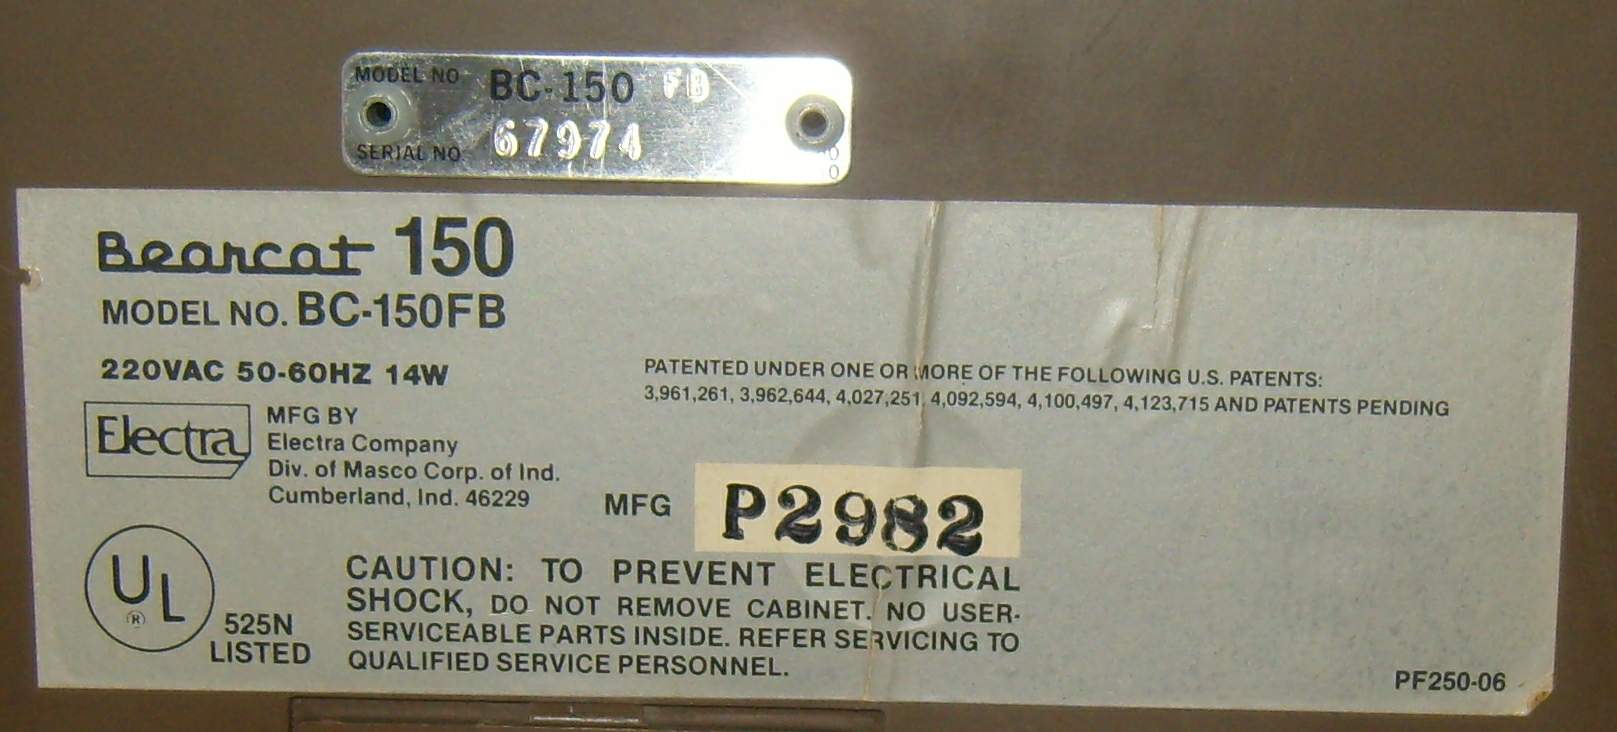 MODEL NO BC-150 FB
SERIAL NO 67974
Bearcat 150
MODEL NO. BC-150FB
220VAC 50-60HZ 14W
PATENTED UNDER ONE OR MORE OF THE FOLLOWING U.S. PATENTS:
3,961,261, 3,962,644, 4,027,251, 4,092,594, 4,100,497, 4,123,715 AND PATENTS PENDING
Electra
MFG BY
Electra Company
Div. of Masco Corp. of Ind.
Cumberland, Ind. 46229
MFG P2982
UL
®
525N
LISTED
CAUTION: TO PREVENT ELECTRICAL
SHOCK, DO NOT REMOVE CABINET. NO USER-
SERVICEABLE PARTS INSIDE. REFER SERVICING TO
QUALIFIED SERVICE PERSONNEL.
PF250-06